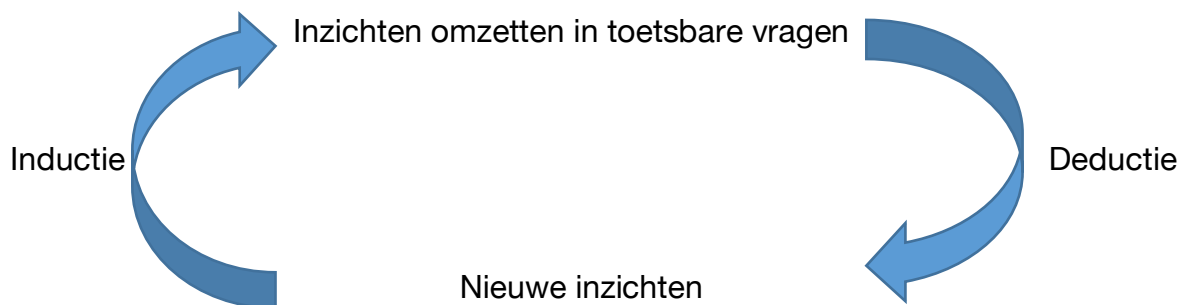 Inzichten omzetten in toetsbare vragen
Inductie
Deductie
Nieuwe inzichten